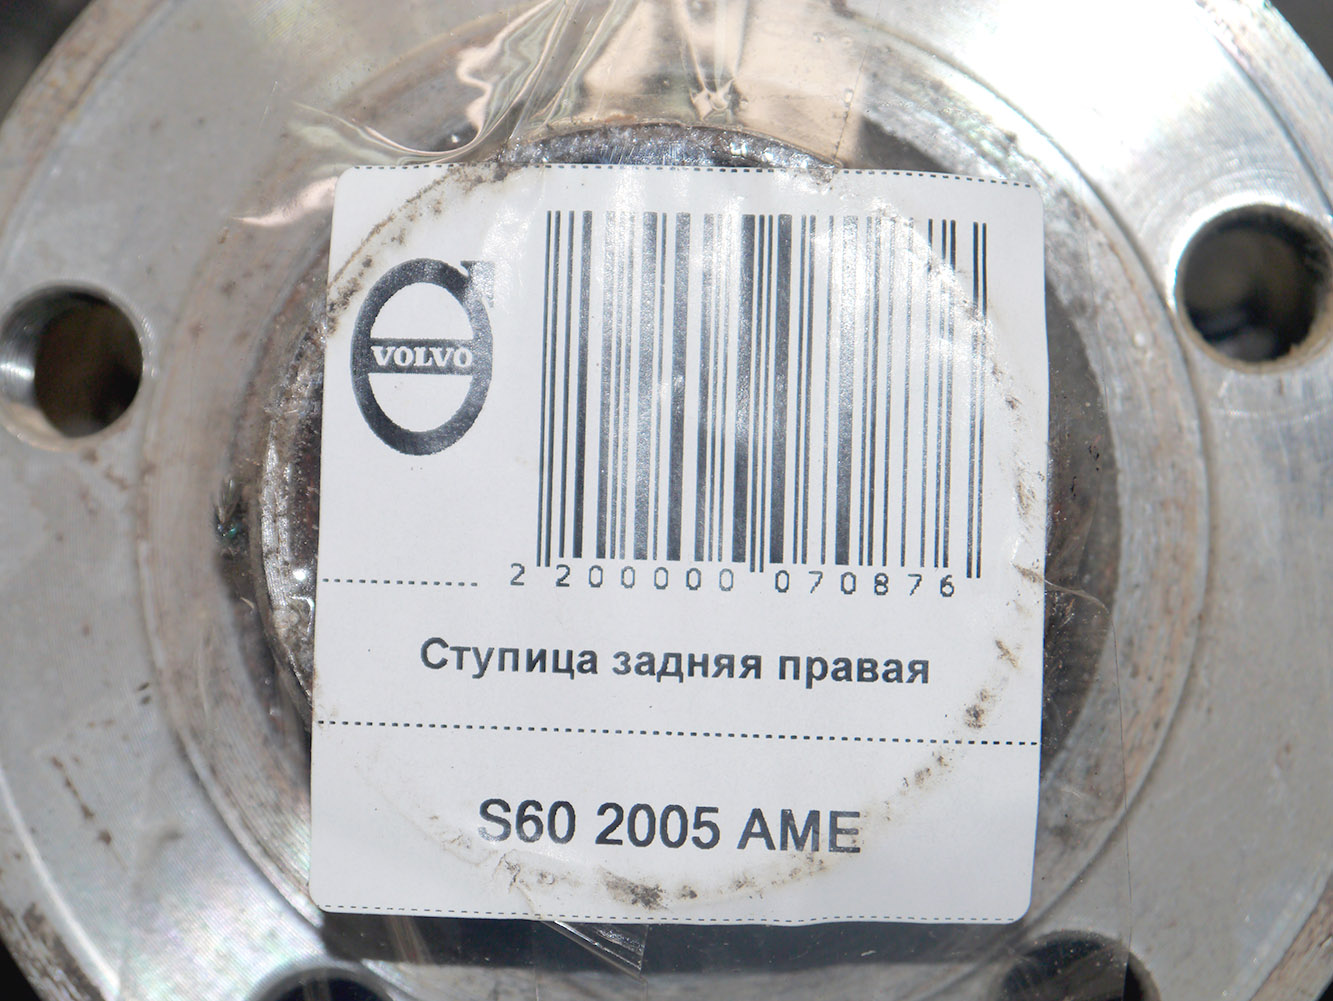 VOLVO
2 200000 070876
Ступица задняя правая
S60 2005 AME